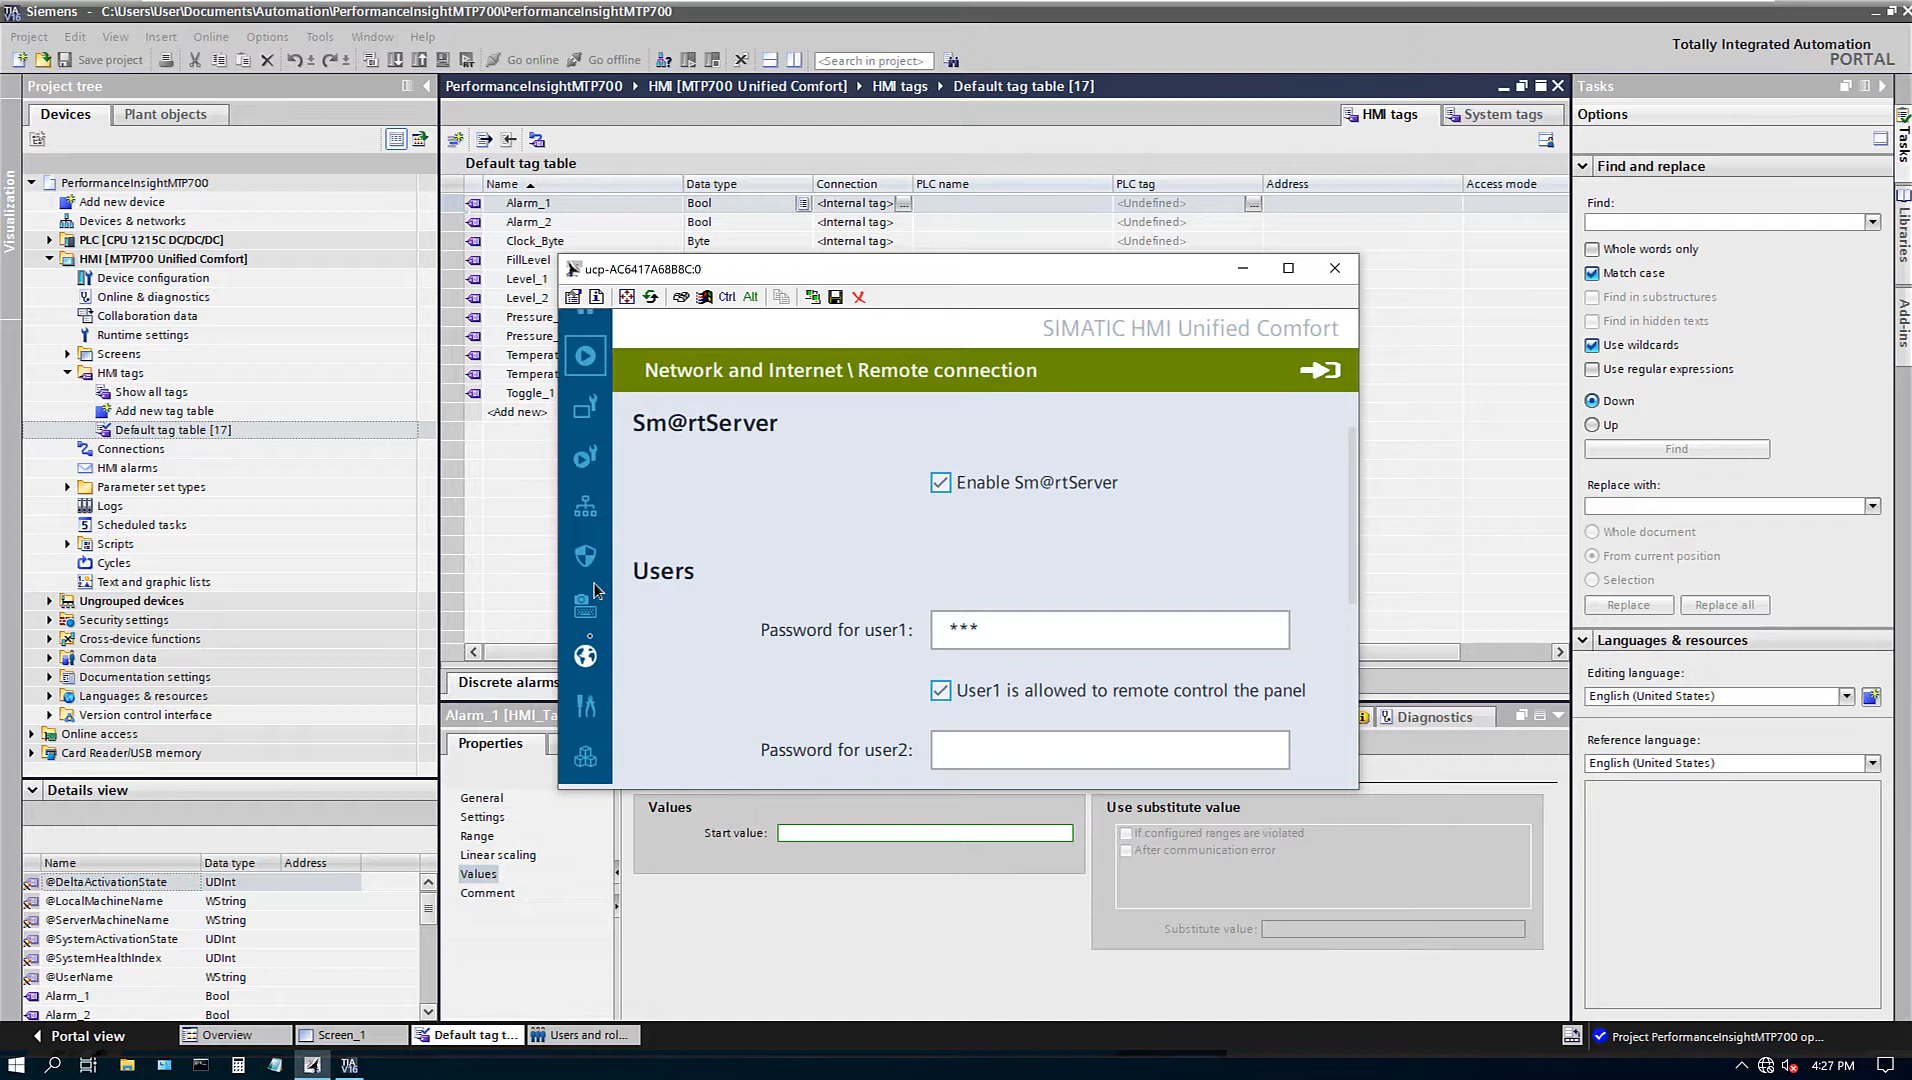 Siemens - C:\Users\User\Documents\Automation\PerformanceInsightMTP700\PerformanceInsightMTP700
Project Edit View Insert Online Options Tools Window Help
Totally Integrated Automation
PORTAL
Save project
Go online
Go offline
<Search in project>
Project tree
PerformanceInsightMTP700 HMI [MTP700 Unified Comfort] HMI tags Default tag table [17]
Tasks
Devices
Plant objects
HMI tags
System tags
Options
Visualization
Tasks
Libraries
Add-ins
PerformanceInsightMTP700
Add new device
Devices & networks
PLC [CPU 1215C DC/DC/DC]
HMI [MTP700 Unified Comfort]
Device configuration
Online & diagnostics
Collaboration data
Runtime settings
Screens
HMI tags
Show all tags
Add new tag table
Default tag table [17]
Connections
HMI alarms
Parameter set types
Logs
Scheduled tasks
Scripts
Cycles
Text and graphic lists
Ungrouped devices
Security settings
Cross-device functions
Common data
Documentation settings
Languages & resources
Version control interface
Online access
Card Reader/USB memory
Default tag table
Name Data type Connection PLC name PLC tag Address Access mode
Alarm_1 Bool <Internal tag> <Undefined>
Alarm_2 Bool <Internal tag> <Undefined>
Clock_Byte Byte <Internal tag> <Undefined>
FillLevel
Level_1
Level_2
Pressure_
Pressure_
Temperat
Temperat
Toggle_1
<Add new>
ucp-AC6417A68B8C:0
Ctrl Alt
SIMATIC HMI Unified Comfort
Network and Internet \ Remote connection
Sm@rtServer
Enable Sm@rtServer
Users
Password for user1: ***
User1 is allowed to remote control the panel
Password for user2:
Discrete alarms
Alarm_1 [HMI_Ta
Diagnostics
Properties
General
Settings
Range
Linear scaling
Values
Comment
Values
Start value:
Use substitute value
If configured ranges are violated
After communication error
Substitute value:
Find and replace
Find:
Whole words only
Match case
Find in substructures
Find in hidden texts
Use wildcards
Use regular expressions
Down
Up
Find
Replace with:
Whole document
From current position
Selection
Replace
Replace all
Languages & resources
Editing language:
English (United States)
Reference language:
English (United States)
Details view
Name Data type Address
@DeltaActivationState UDInt
@LocalMachineName WString
@ServerMachineName WString
@SystemActivationState UDInt
@SystemHealthIndex UDInt
@UserName WString
Alarm_1 Bool
Alarm_2 Bool
Portal view
Overview
Screen_1
Default tag t...
Users and rol...
Project PerformanceInsightMTP700 op...
4:27 PM